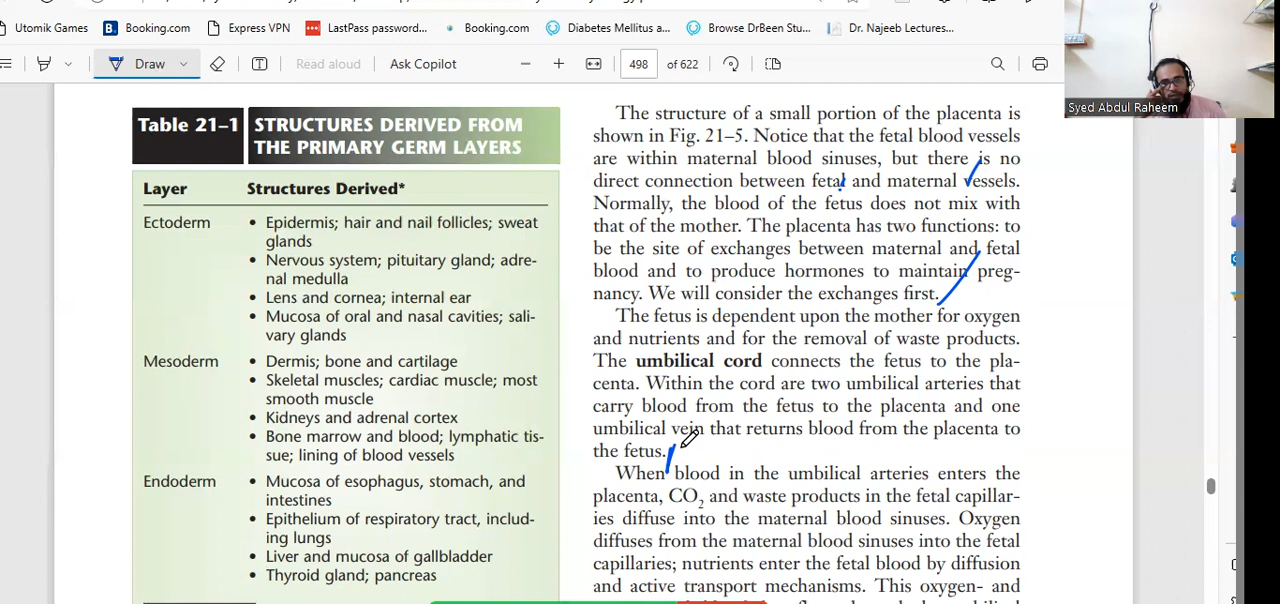 Utomik Games
Booking.com
Express VPN
LastPass password...
Booking.com
Diabetes Mellitus a...
Browse DrBeen Stu...
Dr. Najeeb Lectures...
Draw
Read aloud
Ask Copilot
498 of 622
Syed Abdul Raheem
Table 21–1 STRUCTURES DERIVED FROM
THE PRIMARY GERM LAYERS
Layer Structures Derived*
Ectoderm • Epidermis; hair and nail follicles; sweat
glands
• Nervous system; pituitary gland; adre-
nal medulla
• Lens and cornea; internal ear
• Mucosa of oral and nasal cavities; sali-
vary glands
Mesoderm • Dermis; bone and cartilage
• Skeletal muscles; cardiac muscle; most
smooth muscle
• Kidneys and adrenal cortex
• Bone marrow and blood; lymphatic tis-
sue; lining of blood vessels
Endoderm • Mucosa of esophagus, stomach, and
intestines
• Epithelium of respiratory tract, includ-
ing lungs
• Liver and mucosa of gallbladder
• Thyroid gland; pancreas
The structure of a small portion of the placenta is
shown in Fig. 21–5. Notice that the fetal blood vessels
are within maternal blood sinuses, but there is no
direct connection between fetal and maternal vessels.
Normally, the blood of the fetus does not mix with
that of the mother. The placenta has two functions: to
be the site of exchanges between maternal and fetal
blood and to produce hormones to maintain preg-
nancy. We will consider the exchanges first.
The fetus is dependent upon the mother for oxygen
and nutrients and for the removal of waste products.
The umbilical cord connects the fetus to the pla-
centa. Within the cord are two umbilical arteries that
carry blood from the fetus to the placenta and one
umbilical vein that returns blood from the placenta to
the fetus.
When blood in the umbilical arteries enters the
placenta, CO₂ and waste products in the fetal capillar-
ies diffuse into the maternal blood sinuses. Oxygen
diffuses from the maternal blood sinuses into the fetal
capillaries; nutrients enter the fetal blood by diffusion
and active transport mechanisms. This oxygen- and